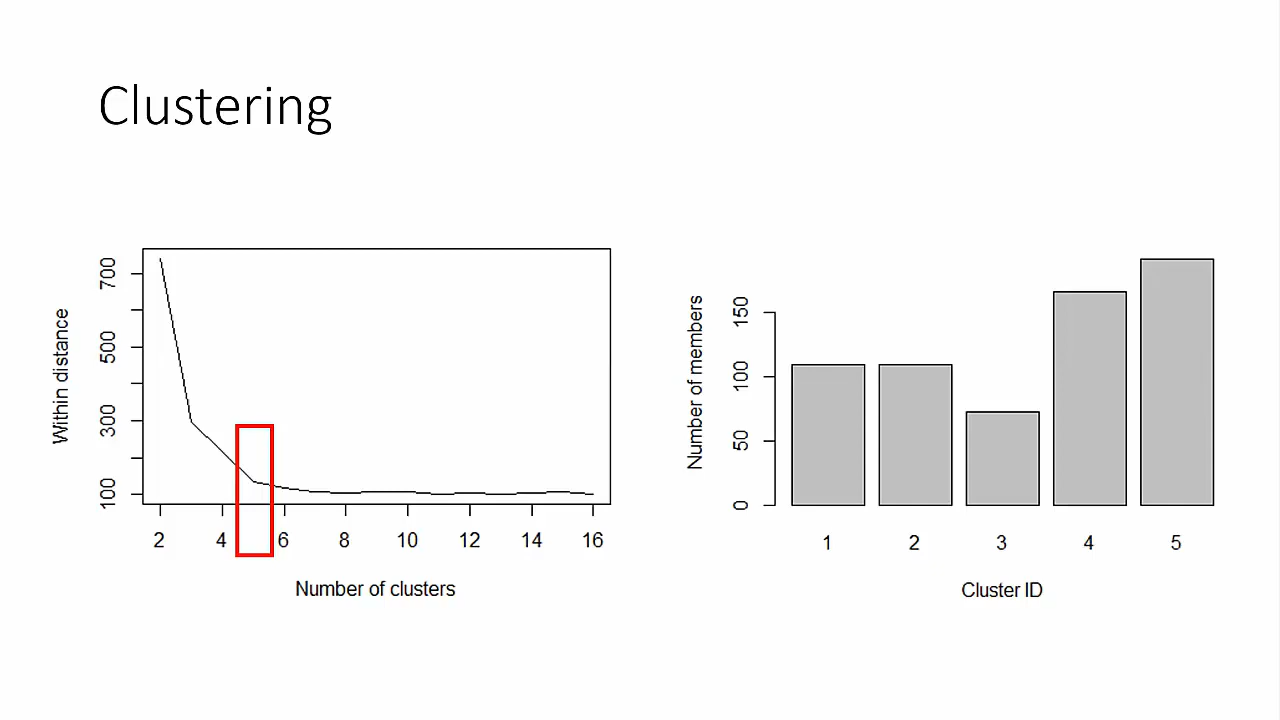 Clustering
Within distance
700
500
300
100
2 4 6 8 10 12 14 16
Number of clusters
Number of members
150
100
50
0
1 2 3 4 5
Cluster ID